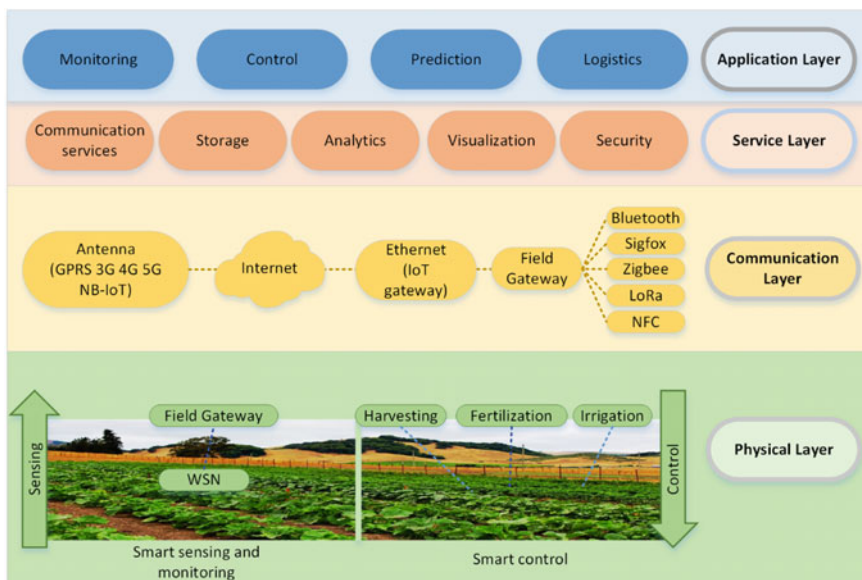 Monitoring
Control
Prediction
Logistics
Application Layer
Communication
services
Storage
Analytics
Visualization
Security
Service Layer
Antenna
(GPRS 3G 4G 5G
NB-IoT)
Internet
Ethernet
(IoT
gateway)
Field
Gateway
Bluetooth
Sigfox
Zigbee
LoRa
NFC
Communication
Layer
Sensing
Field Gateway
WSN
Harvesting
Fertilization
Irrigation
Control
Physical Layer
Smart sensing and
monitoring
Smart control